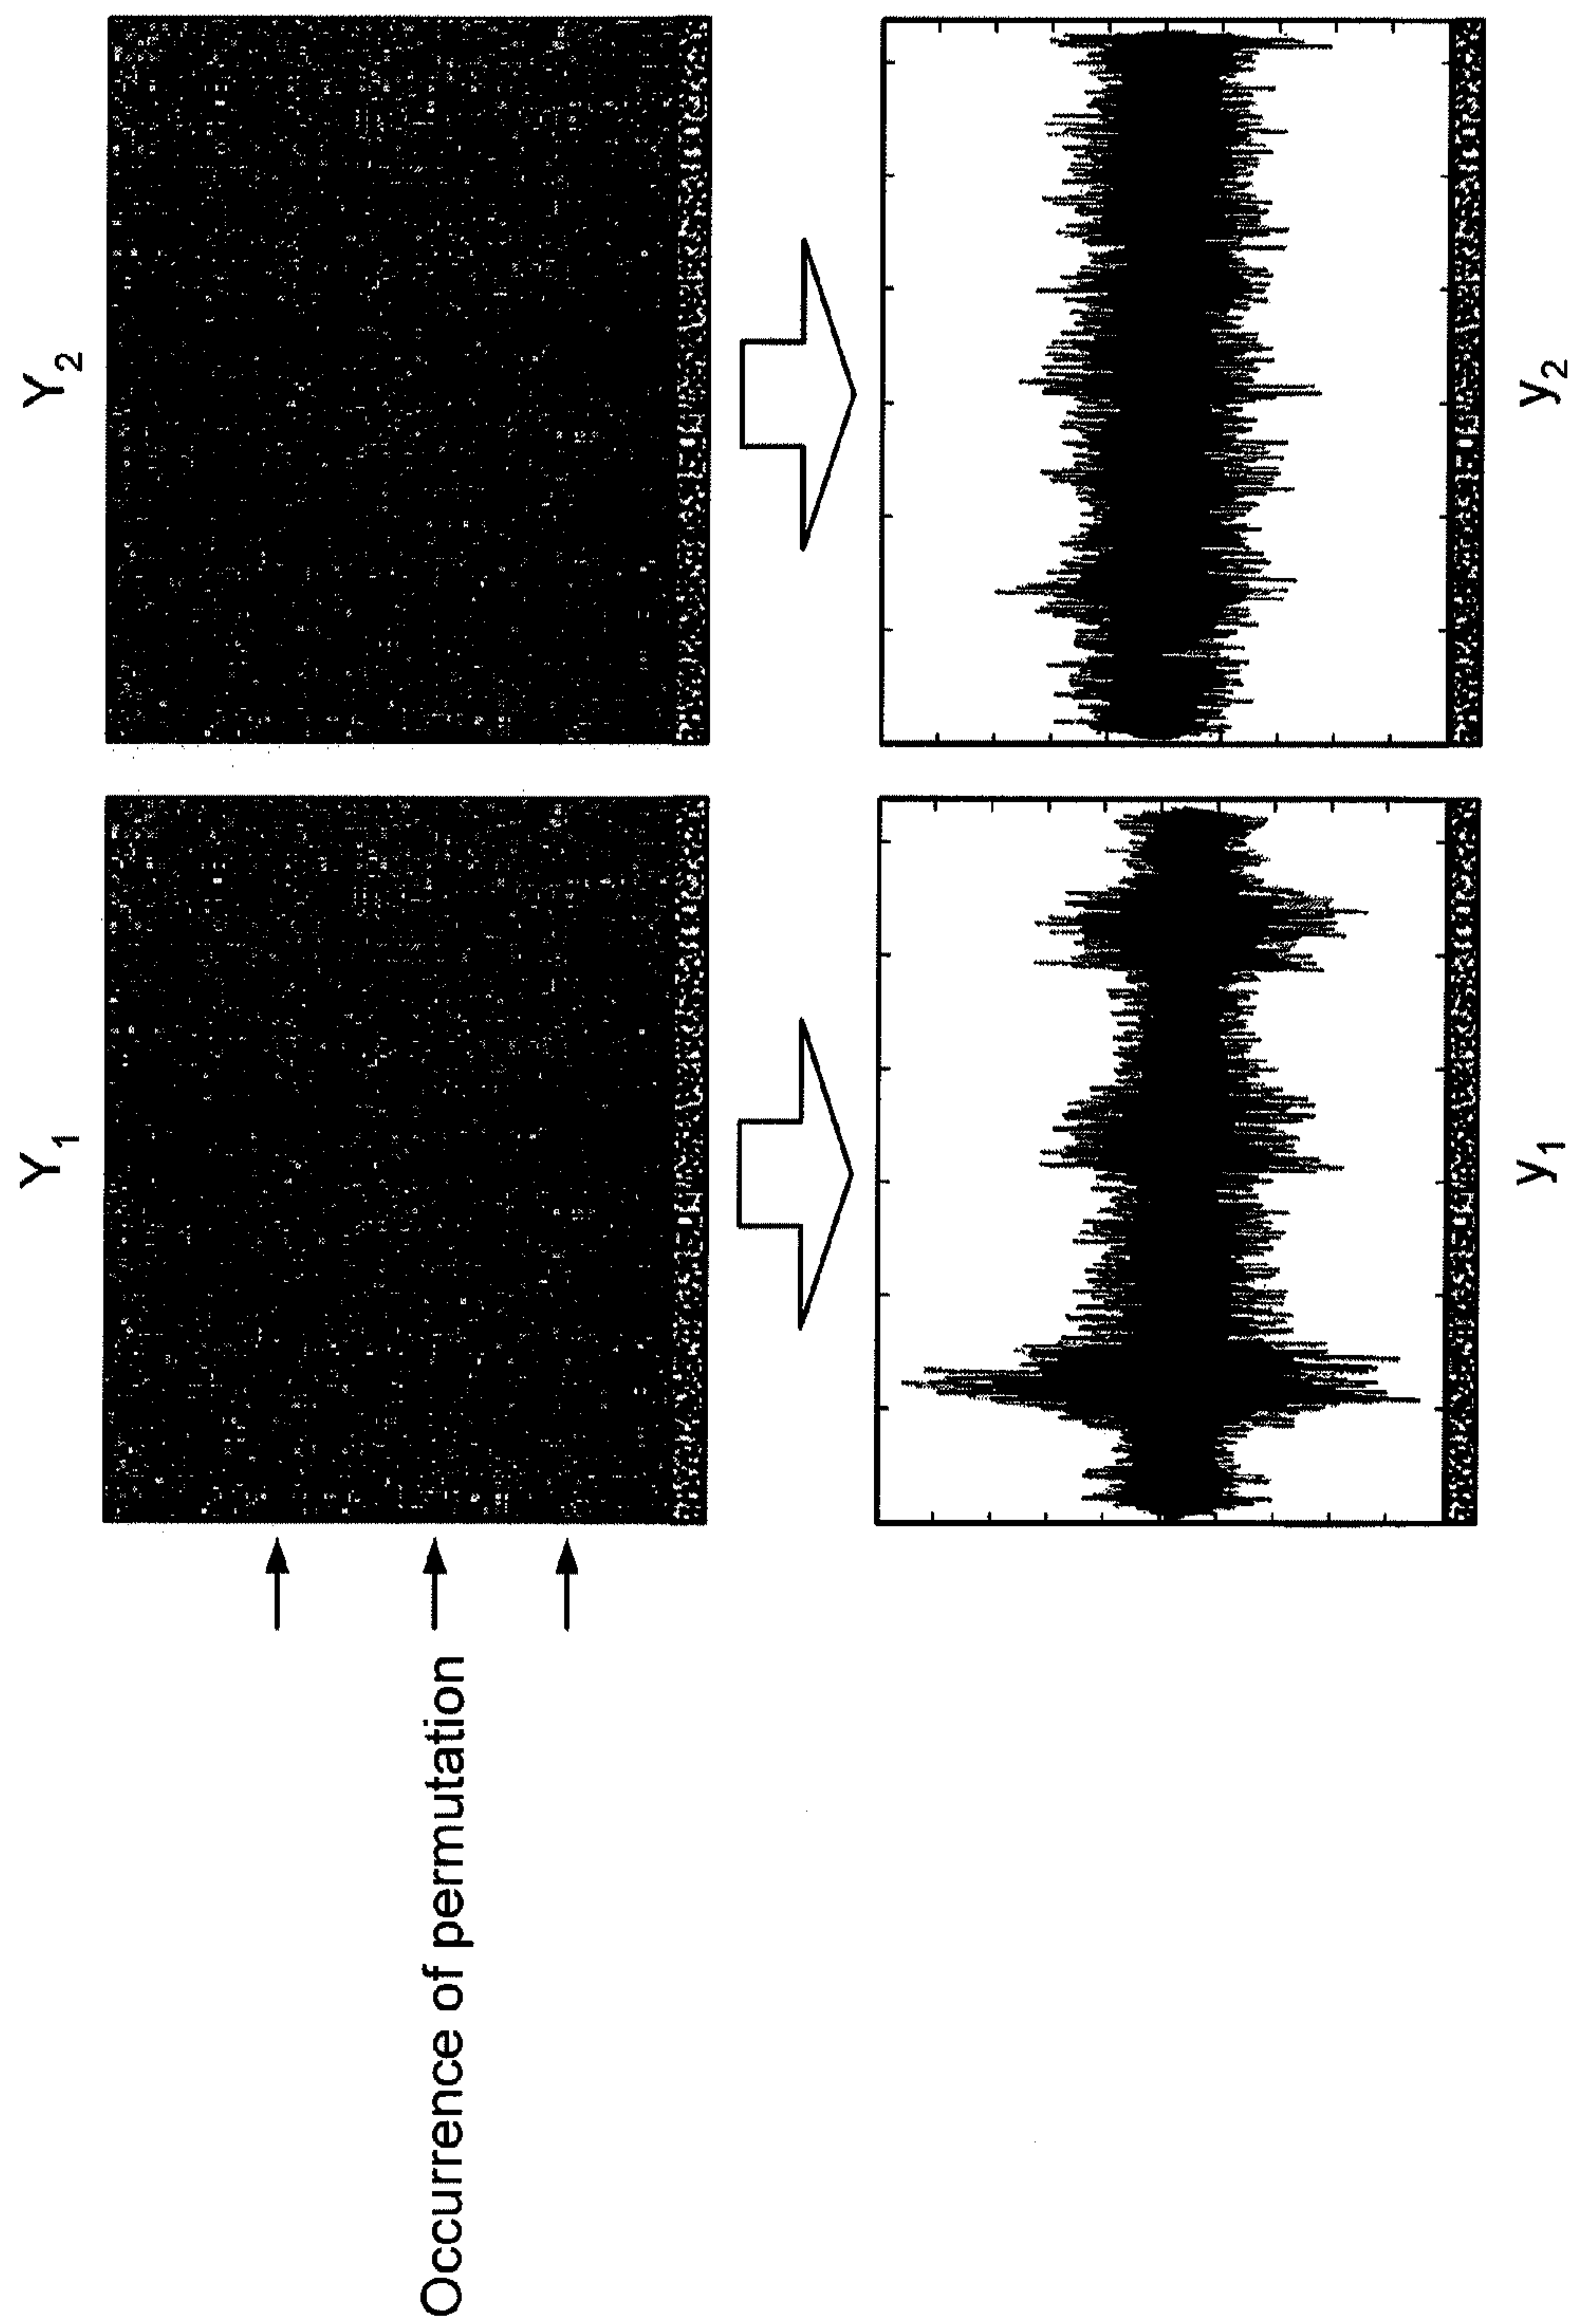 Y₂
Y₁
Occurrence of permutation
y₂
y₁